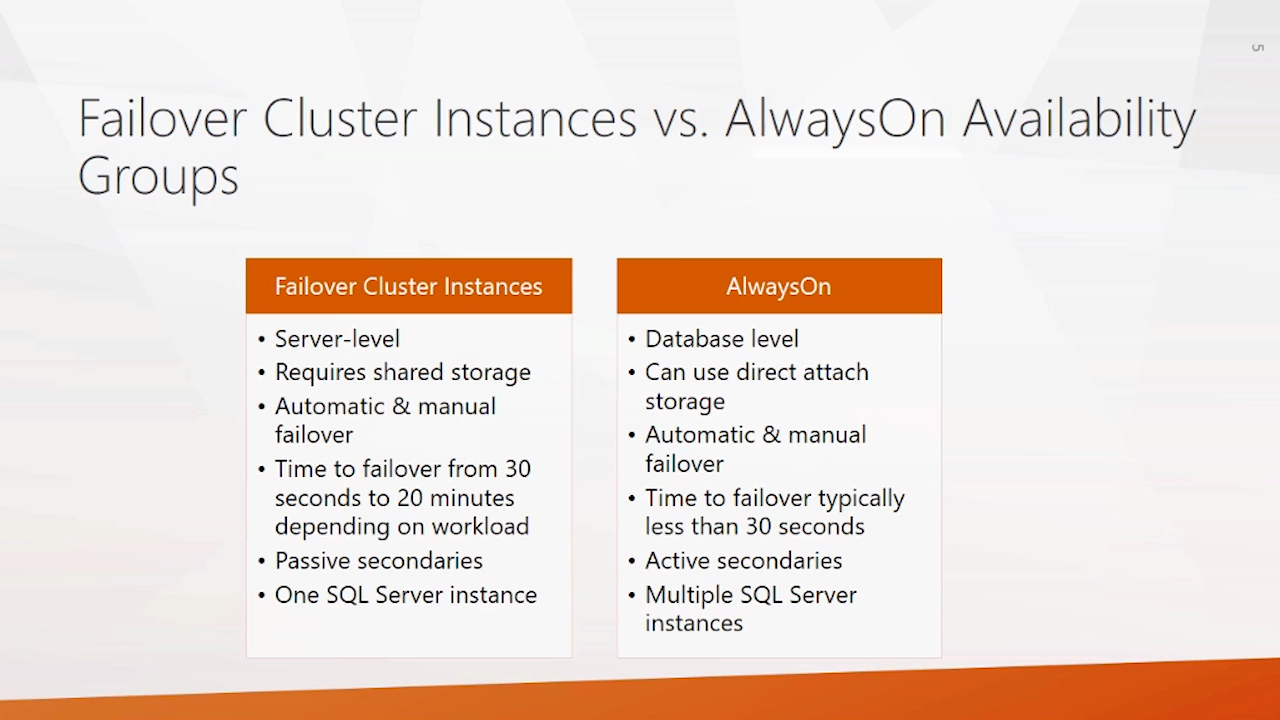 5
Failover Cluster Instances vs. AlwaysOn Availability
Groups
Failover Cluster Instances
• Server-level
• Requires shared storage
• Automatic & manual
failover
• Time to failover from 30
seconds to 20 minutes
depending on workload
• Passive secondaries
• One SQL Server instance
AlwaysOn
• Database level
• Can use direct attach
storage
• Automatic & manual
failover
• Time to failover typically
less than 30 seconds
• Active secondaries
• Multiple SQL Server
instances